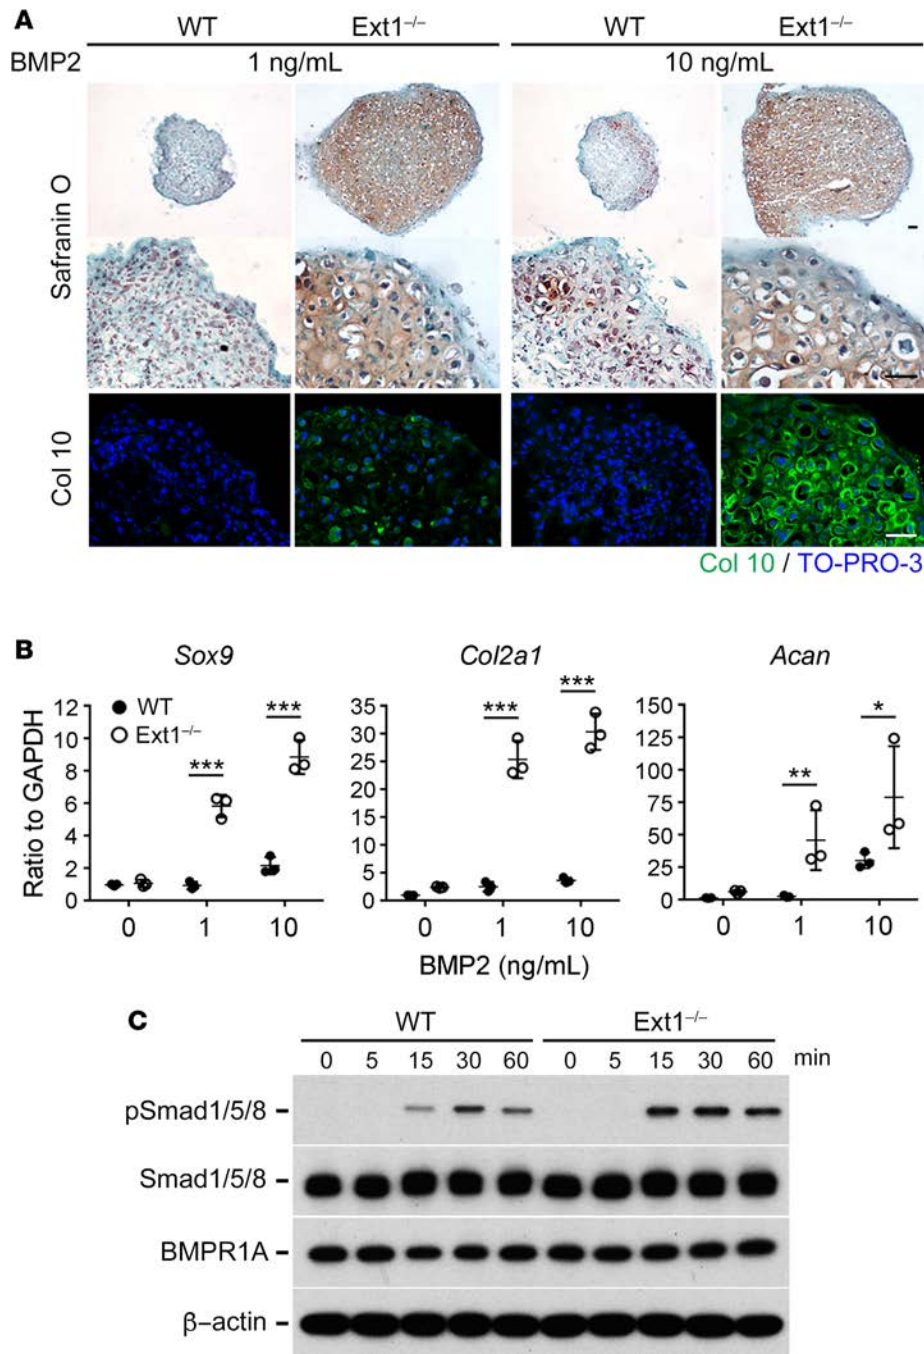 A
WT Ext1–/– WT Ext1–/–
BMP2 1 ng/mL 10 ng/mL
Safranin O
Col 10
Col 10 / TO-PRO-3
B
Sox9 Col2a1 Acan
Ratio to GAPDH
12
10
8
6
4
2
0
WT
Ext1–/–
***
***
0 1 10
35
30
25
20
15
10
5
0
***
***
0 1 10
150
125
100
75
50
25
0
**
*
0 1 10
BMP2 (ng/mL)
C
WT Ext1–/–
0 5 15 30 60 0 5 15 30 60 min
pSmad1/5/8
Smad1/5/8
BMPR1A
β–actin